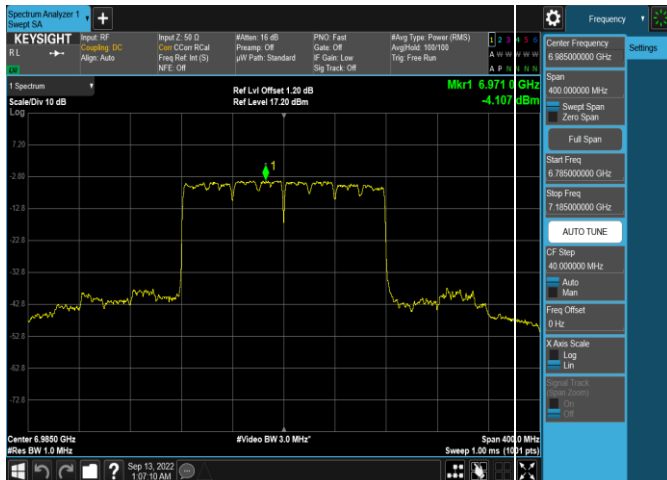 Spectrum Analyzer 1
Swept SA
KEYSIGHT
RL
Input: RF
Coupling: DC
Align: Auto
Input Z: 50 Ω
Corr CCorr RCal
Freq Ref: Int (S)
NFE: Off
#Atten: 16 dB
Preamp: Off
µW Path: Standard
PNO: Fast
Gate: Off
IF Gain: Low
Sig Track: Off
#Avg Type: Power (RMS)
Avg|Hold: 100/100
Trig: Free Run
1 2 3 4 5 6
A W W W W W
A P N N N N
1 Spectrum
Scale/Div 10 dB
Log
Ref Lvl Offset 1.20 dB
Ref Level 17.20 dBm
Mkr1 6.971 0 GHz
-4.107 dBm
7.20
-2.80
-12.8
-22.8
-32.8
-42.8
-52.8
-62.8
-72.8
1
Center 6.9850 GHz
#Res BW 1.0 MHz
#Video BW 3.0 MHz*
Span 400.0 MHz
Sweep 1.00 ms (1001 pts)
Sep 13, 2022
1:07:10 AM
Frequency
Settings
Center Frequency
6.985000000 GHz
Span
400.000000 MHz
Swept Span
Zero Span
Full Span
Start Freq
6.785000000 GHz
Stop Freq
7.185000000 GHz
AUTO TUNE
CF Step
40.000000 MHz
Auto
Man
Freq Offset
0 Hz
X Axis Scale
Log
Lin
Signal Track
(Span Zoom)
On
Off